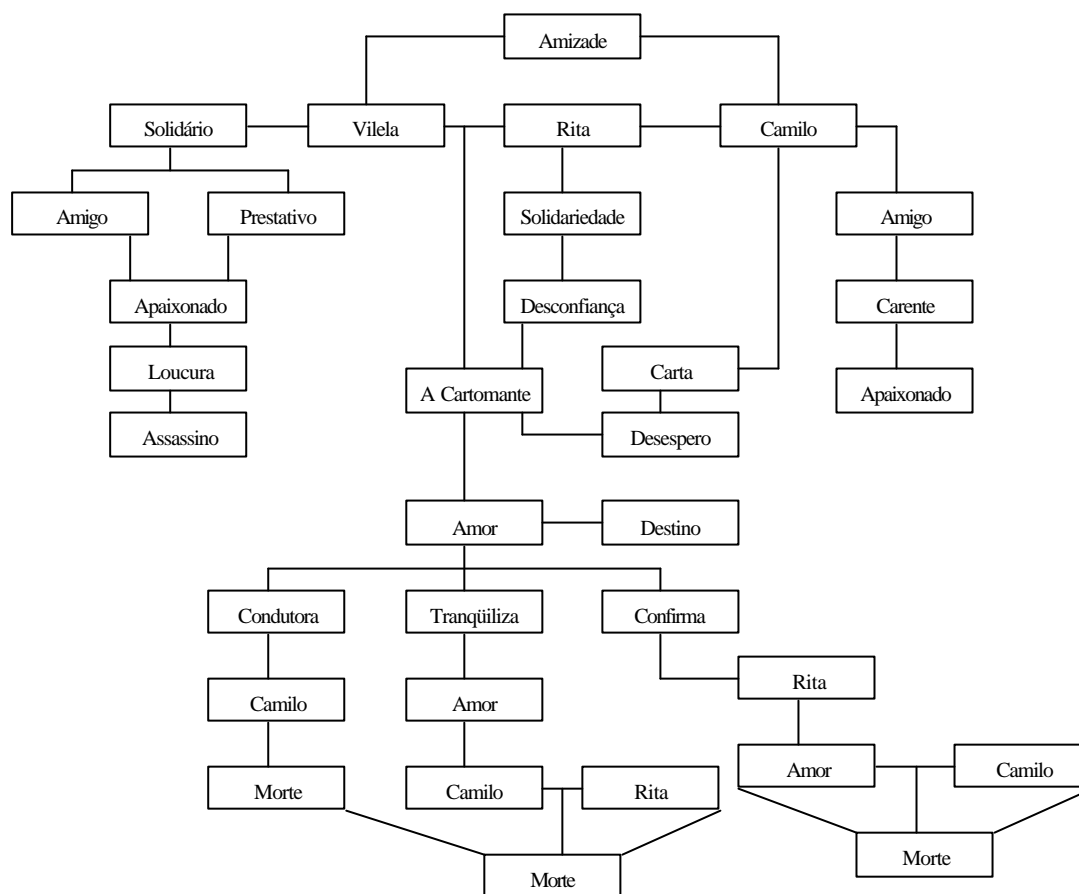 Amizade
Solidário
Vilela
Rita
Camilo
Amigo
Prestativo
Solidariedade
Amigo
Apaixonado
Desconfiança
Carente
Loucura
A Cartomante
Carta
Apaixonado
Assassino
Desespero
Amor
Destino
Condutora
Tranqüiliza
Confirma
Rita
Camilo
Amor
Amor
Camilo
Morte
Camilo
Rita
Morte
Morte